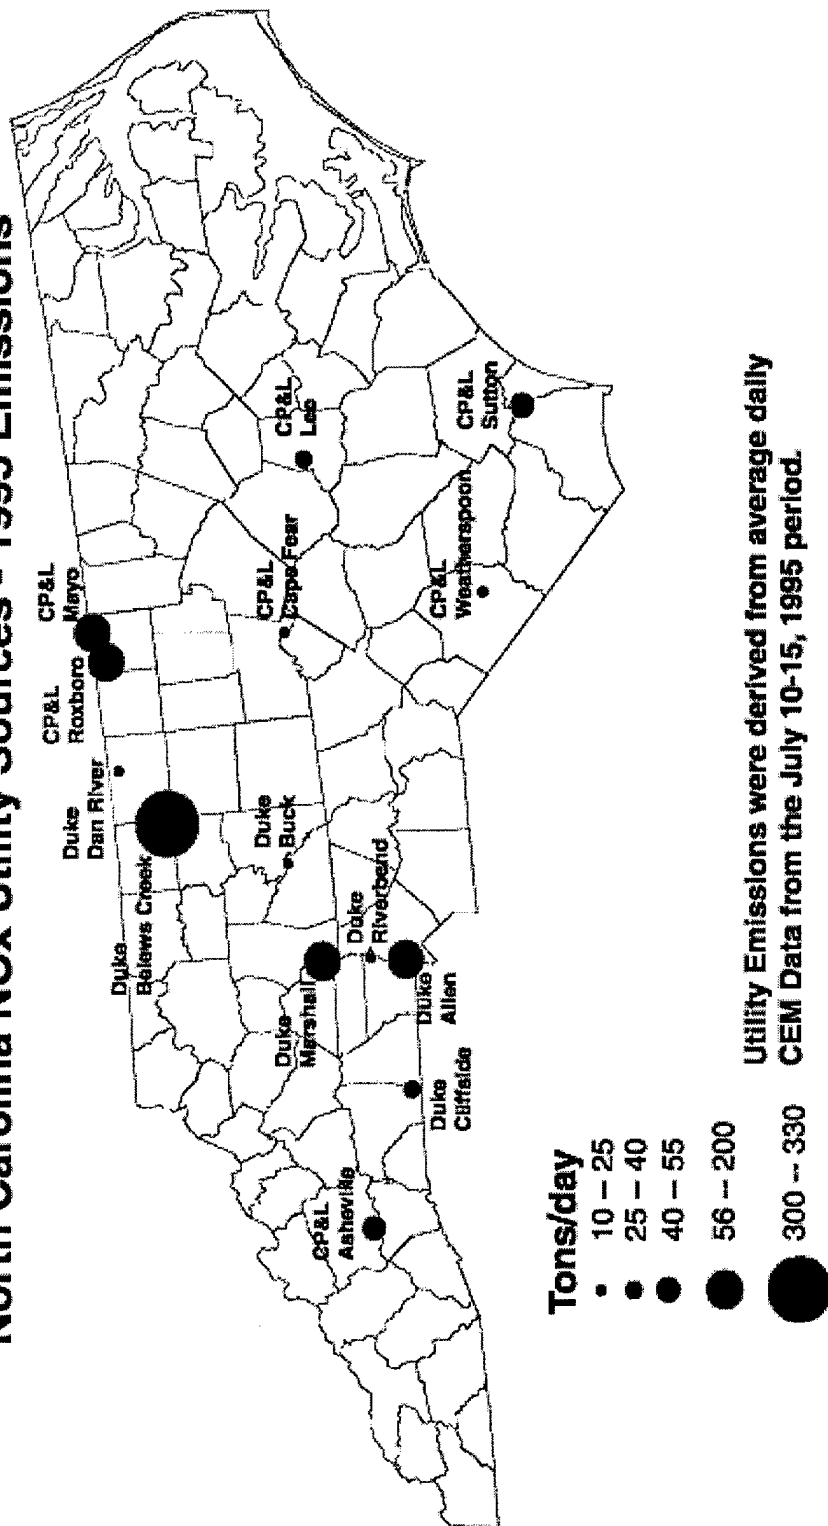 North Carolina NOx Utility Sources - 1995 Emissions
CP&L
Mayo
CP&L
Roxboro
Duke
Dan River
Duke
Belews Creek
CP&L
Lee
CP&L
Cape Fear
Duke
Buck
Duke
Marshall
Duke
Riverbend
Duke
Allen
Duke
Cliffside
CP&L
Asheville
CP&L
Sutton
CP&L
Weatherspoon
Tons/day
10 – 25
25 – 40
40 – 55
56 – 200
300 – 330
Utility Emissions were derived from average daily
CEM Data from the July 10-15, 1995 period.